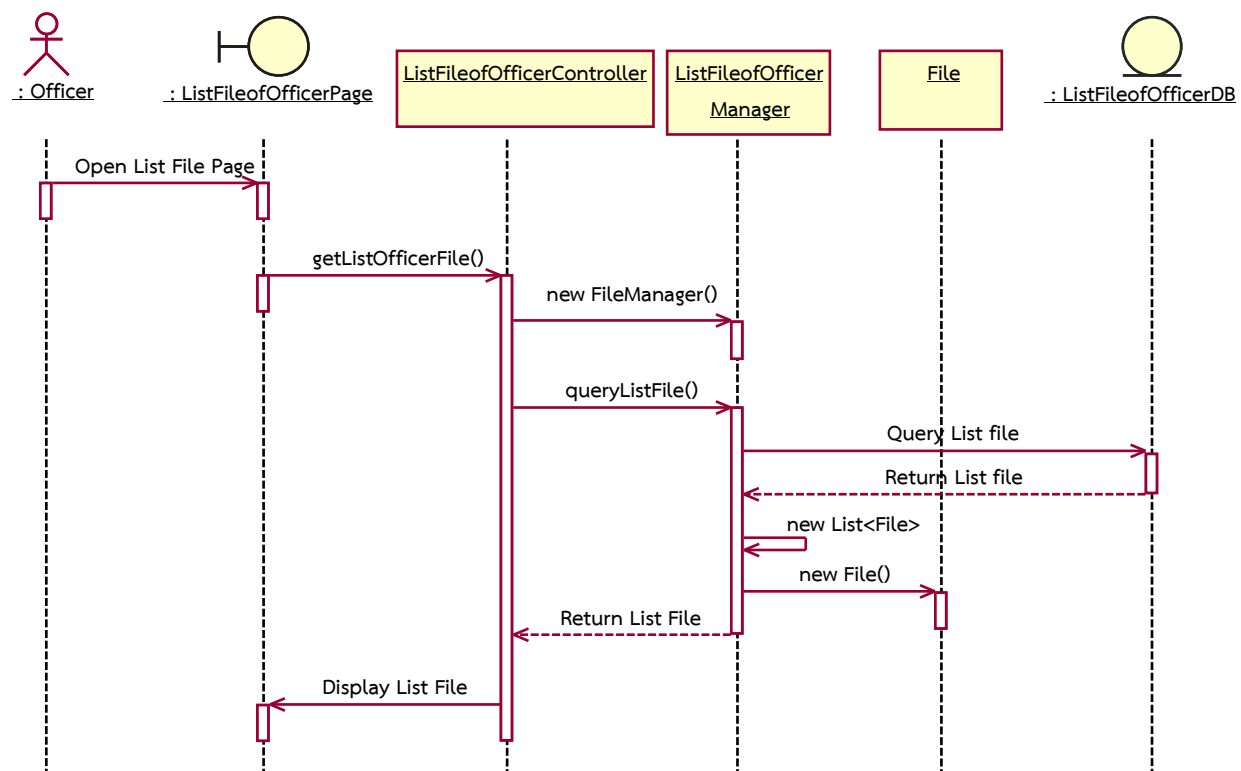 : Officer
: ListFileofOfficerPage
ListFileofOfficerController
ListFileofOfficer
Manager
File
: ListFileofOfficerDB
Open List File Page
getListOfficerFile()
new FileManager()
queryListFile()
Query List file
Return List file
new List<File>
new File()
Return List File
Display List File